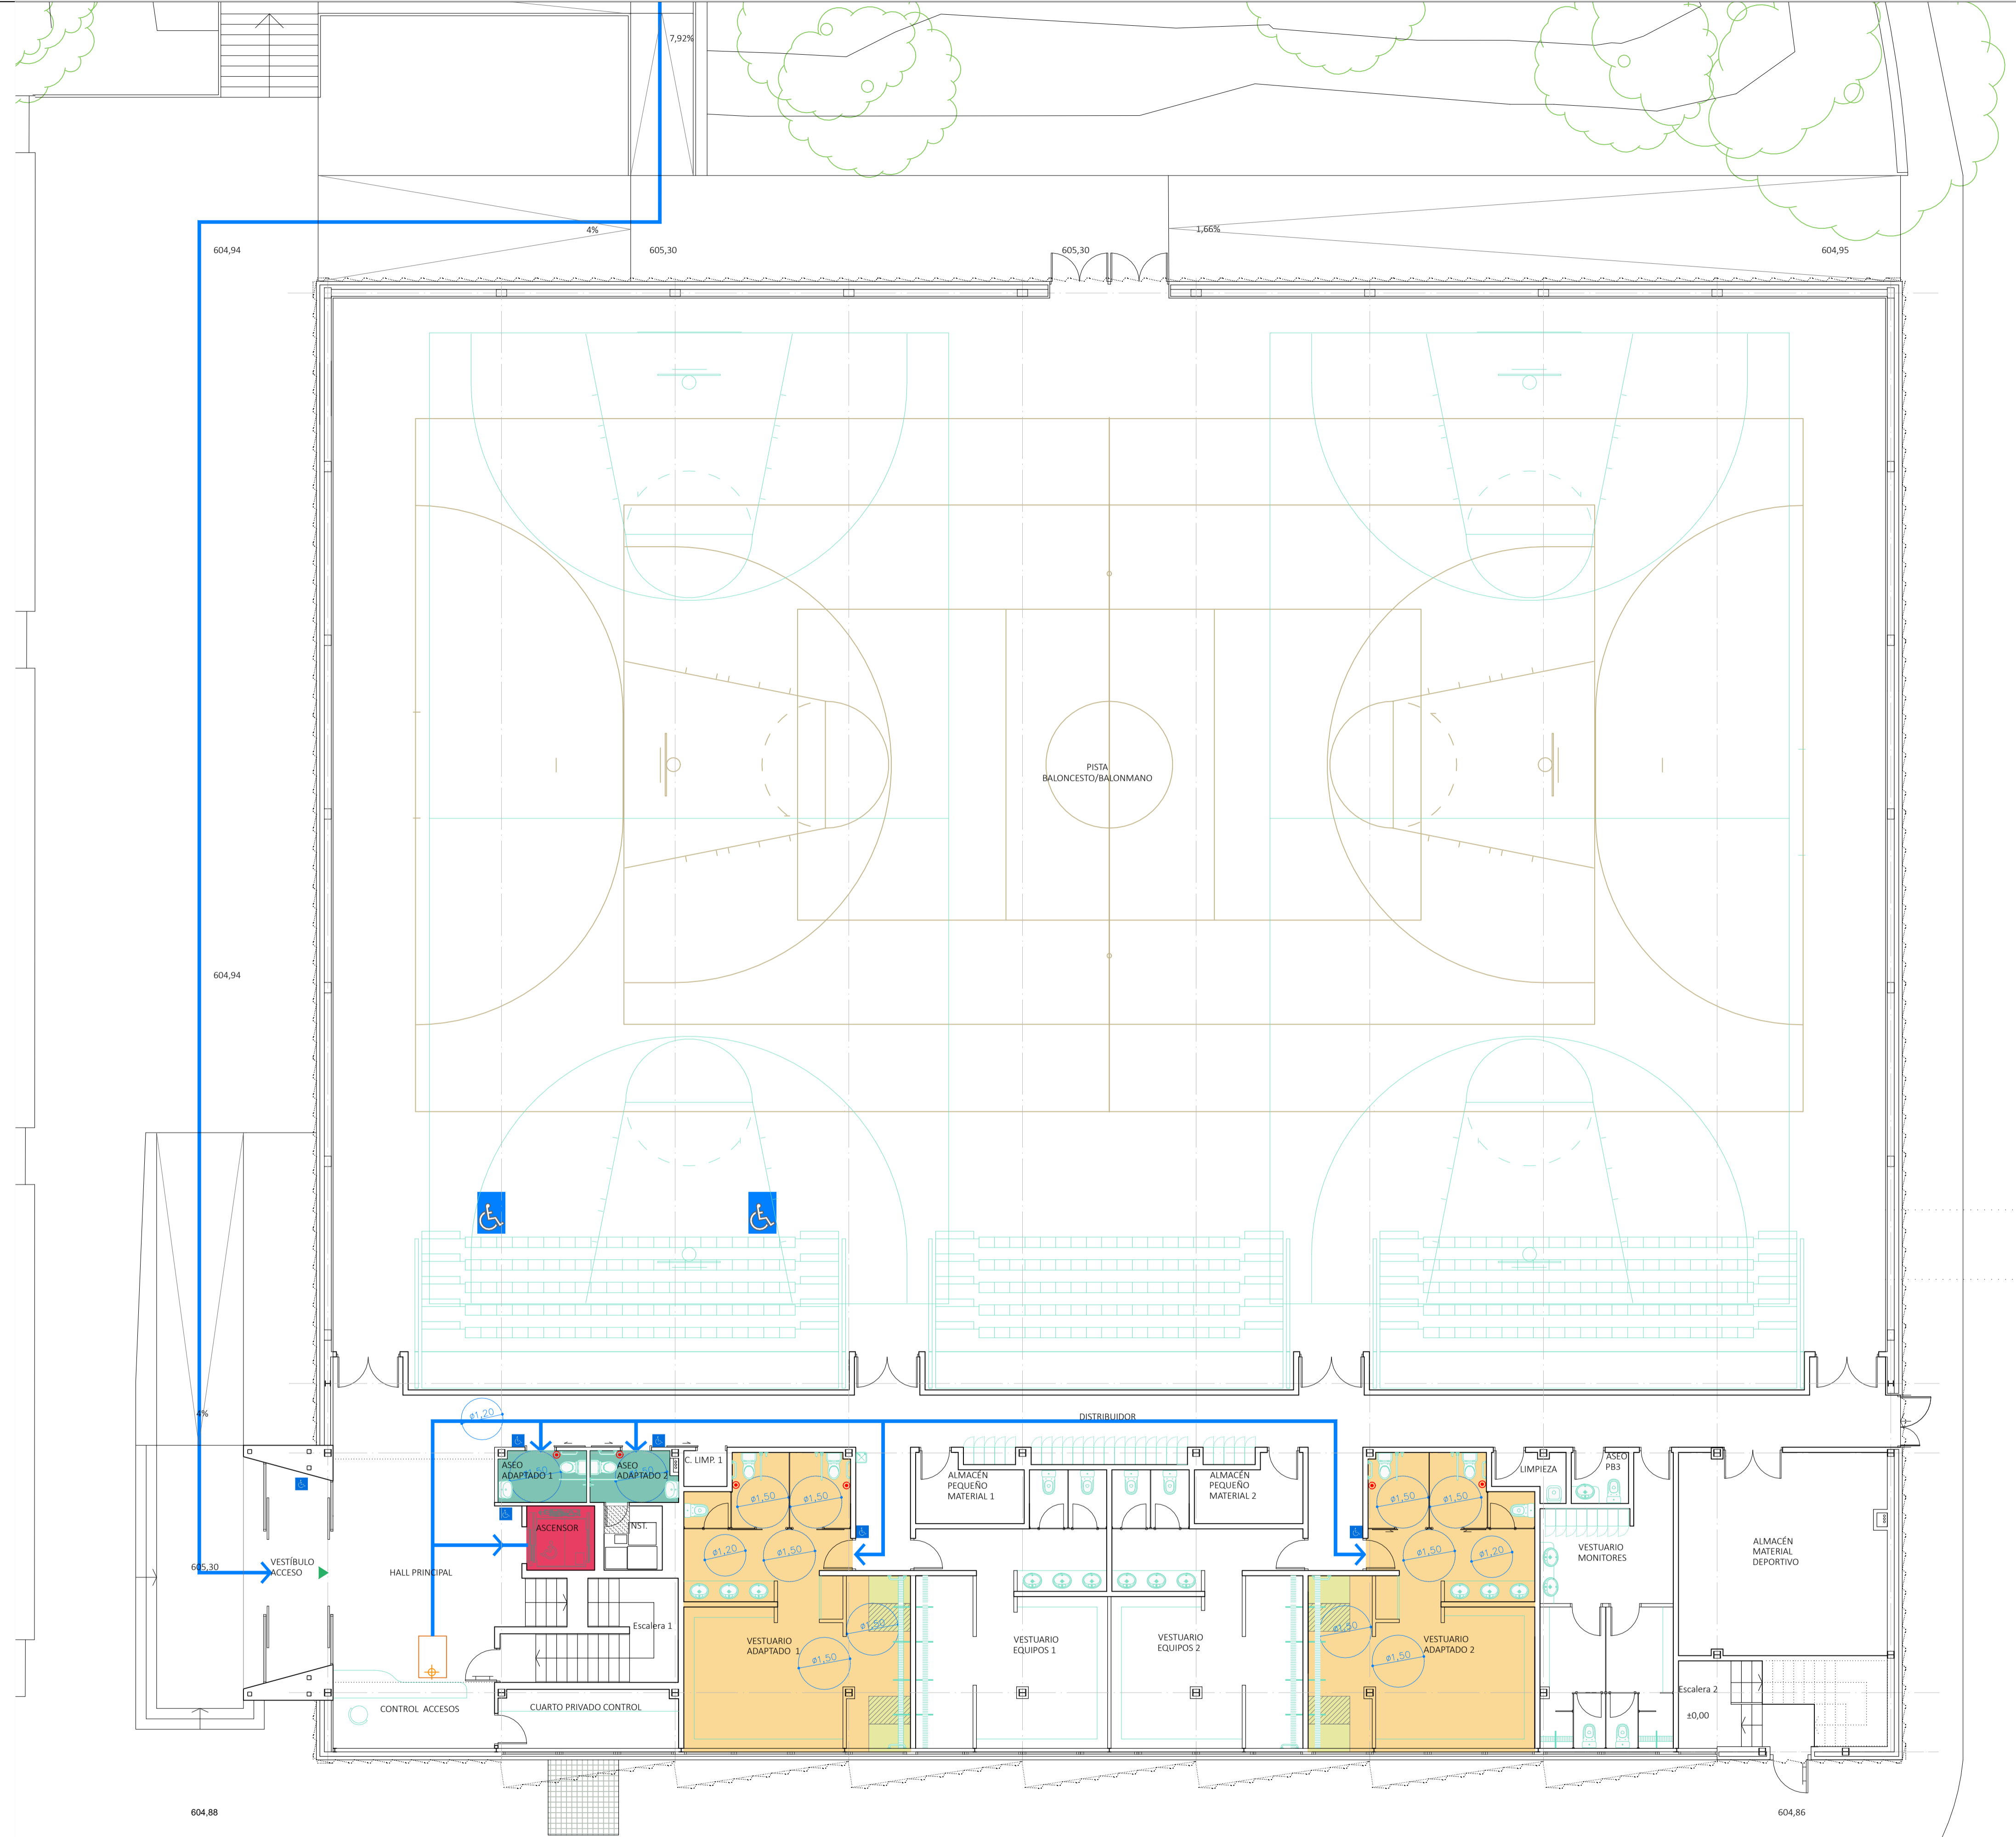 7,92%
4%
1,66%
604,94
605,30
605,30
604,95
PISTA
BALONCESTO/BALONMANO
604,94
4%
ø1,20
DISTRIBUIDOR
ASEO
ADAPTADO 1
ASEO
ADAPTADO 2
C. LIMP. 1
ALMACÉN
PEQUEÑO
MATERIAL 1
ALMACÉN
PEQUEÑO
MATERIAL 2
LIMPIEZA
ASEO
PB3
ø1,50
ø1,50
ø1,50
ø1,50
ASCENSOR
INST.
ø1,20
ø1,50
ø1,50
ø1,20
VESTUARIO
MONITORES
ALMACÉN
MATERIAL
DEPORTIVO
605,30
VESTÍBULO
ACCESO
HALL PRINCIPAL
Escalera 1
ø1,50
ø1,50
VESTUARIO
ADAPTADO 1
ø1,50
VESTUARIO
EQUIPOS 1
VESTUARIO
EQUIPOS 2
VESTUARIO
ADAPTADO 2
ø1,50
CONTROL ACCESOS
CUARTO PRIVADO CONTROL
Escalera 2
±0,00
604,88
604,86